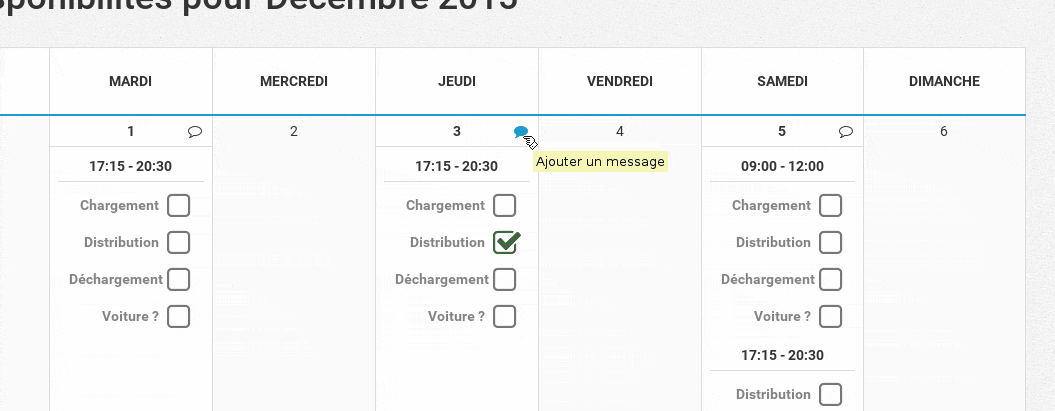 sponibilités pour Décembre 2015
MARDI MERCREDI JEUDI VENDREDI SAMEDI DIMANCHE
1 2 3 4 5 6
Ajouter un message
17:15 - 20:30 17:15 - 20:30 09:00 - 12:00
Chargement Chargement Chargement
Distribution Distribution Distribution
Déchargement Déchargement Déchargement
Voiture ? Voiture ? Voiture ?
17:15 - 20:30
Distribution